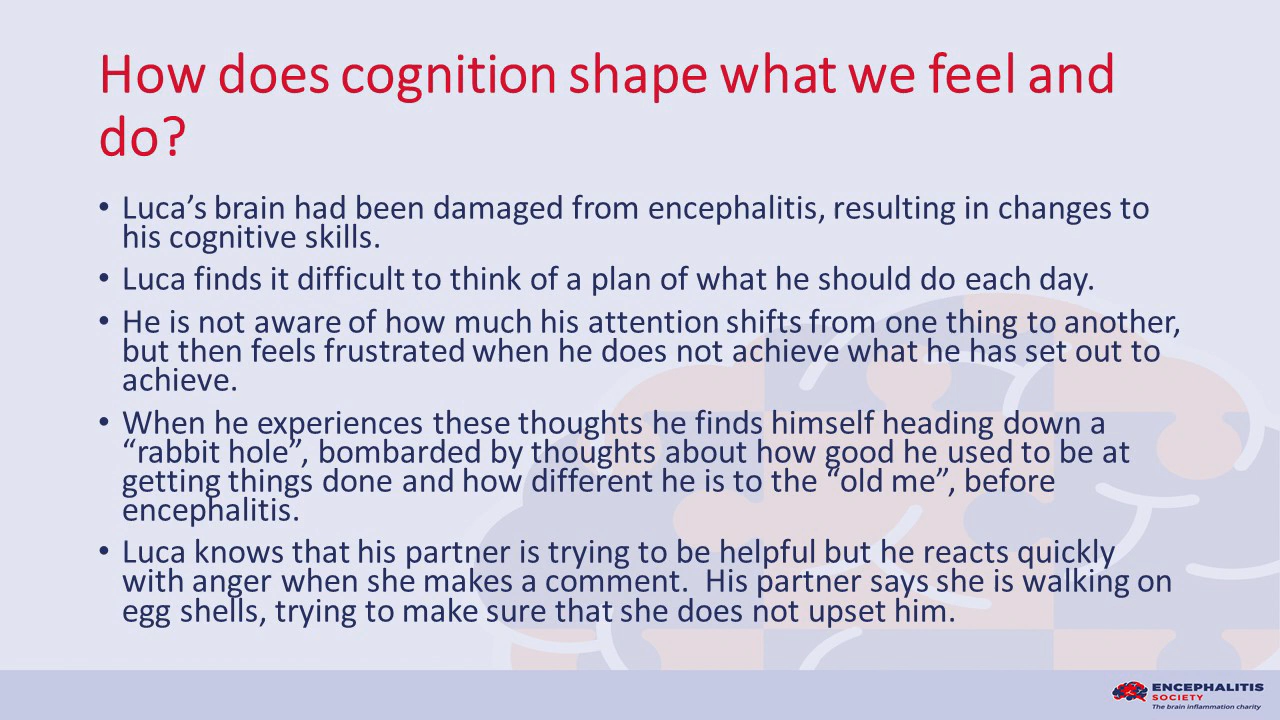 How does cognition shape what we feel and
do?
• Luca’s brain had been damaged from encephalitis, resulting in changes to
his cognitive skills.
• Luca finds it difficult to think of a plan of what he should do each day.
• He is not aware of how much his attention shifts from one thing to another,
but then feels frustrated when he does not achieve what he has set out to
achieve.
• When he experiences these thoughts he finds himself heading down a
“rabbit hole”, bombarded by thoughts about how good he used to be at
getting things done and how different he is to the “old me”, before
encephalitis.
• Luca knows that his partner is trying to be helpful but he reacts quickly
with anger when she makes a comment.  His partner says she is walking on
egg shells, trying to make sure that she does not upset him.
ENCEPHALITIS
SOCIETY
The brain inflammation charity